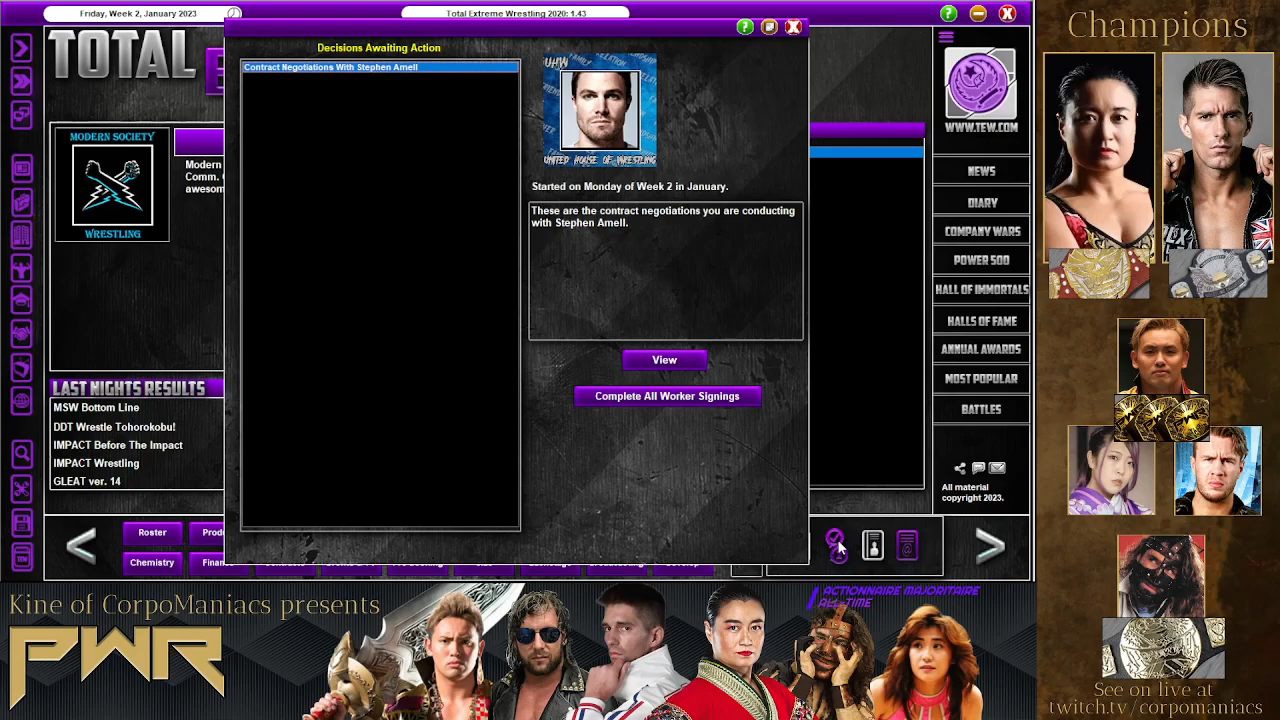 Friday, Week 2, January 2023
Total Extreme Wrestling 2020: 1.43
TOTAL
Decisions Awaiting Action
Contract Negotiations With Stephen Amell
UHW
UNITED HOUSE OF WRESTLING
Started on Monday of Week 2 in January.
These are the contract negotiations you are conducting
with Stephen Amell.
View
Complete All Worker Signings
MODERN SOCIETY
WRESTLING
Modern
Comm.
awesom
LAST NIGHTS RESULTS
MSW Bottom Line
DDT Wrestle Tohorokobu!
IMPACT Before The Impact
IMPACT Wrestling
GLEAT ver. 14
Roster
Produ
Chemistry
Finan
WWW.TEW.COM
NEWS
DIARY
COMPANY WARS
POWER 500
HALL OF IMMORTALS
HALLS OF FAME
ANNUAL AWARDS
MOST POPULAR
BATTLES
All material
copyright 2023.
Champions
Kine of CorpoManiacs presents
PWR
ACTIONNAIRE MAJORITAIRE
ALL-TIME
See on live at
twitch.tv/corpomaniacs